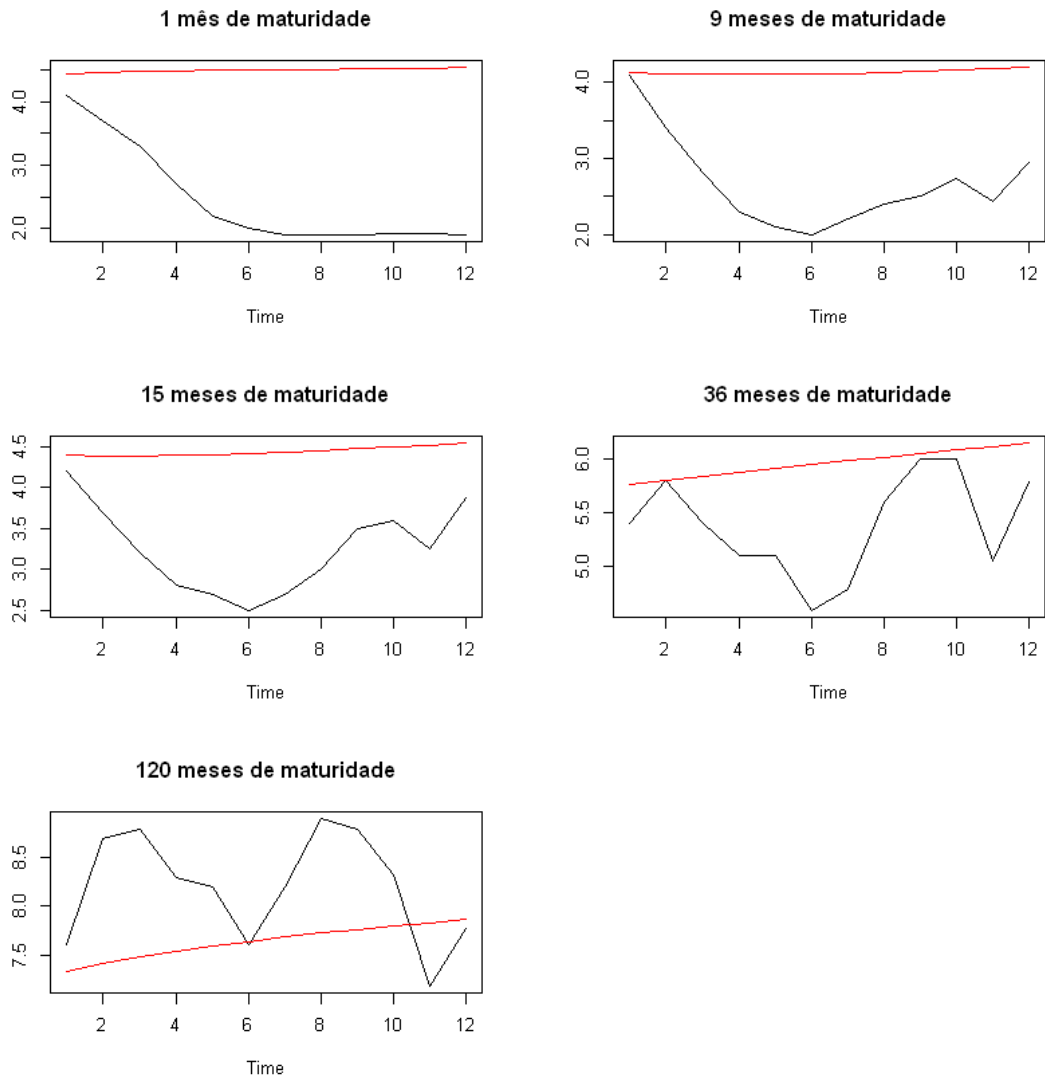 1 mês de maturidade
4.0
3.0
2.0
2 4 6 8 10 12
Time
9 meses de maturidade
4.0
3.0
2.0
2 4 6 8 10 12
Time
15 meses de maturidade
4.5
4.0
3.5
3.0
2.5
2 4 6 8 10 12
Time
36 meses de maturidade
6.0
5.5
5.0
2 4 6 8 10 12
Time
120 meses de maturidade
8.5
8.0
7.5
2 4 6 8 10 12
Time